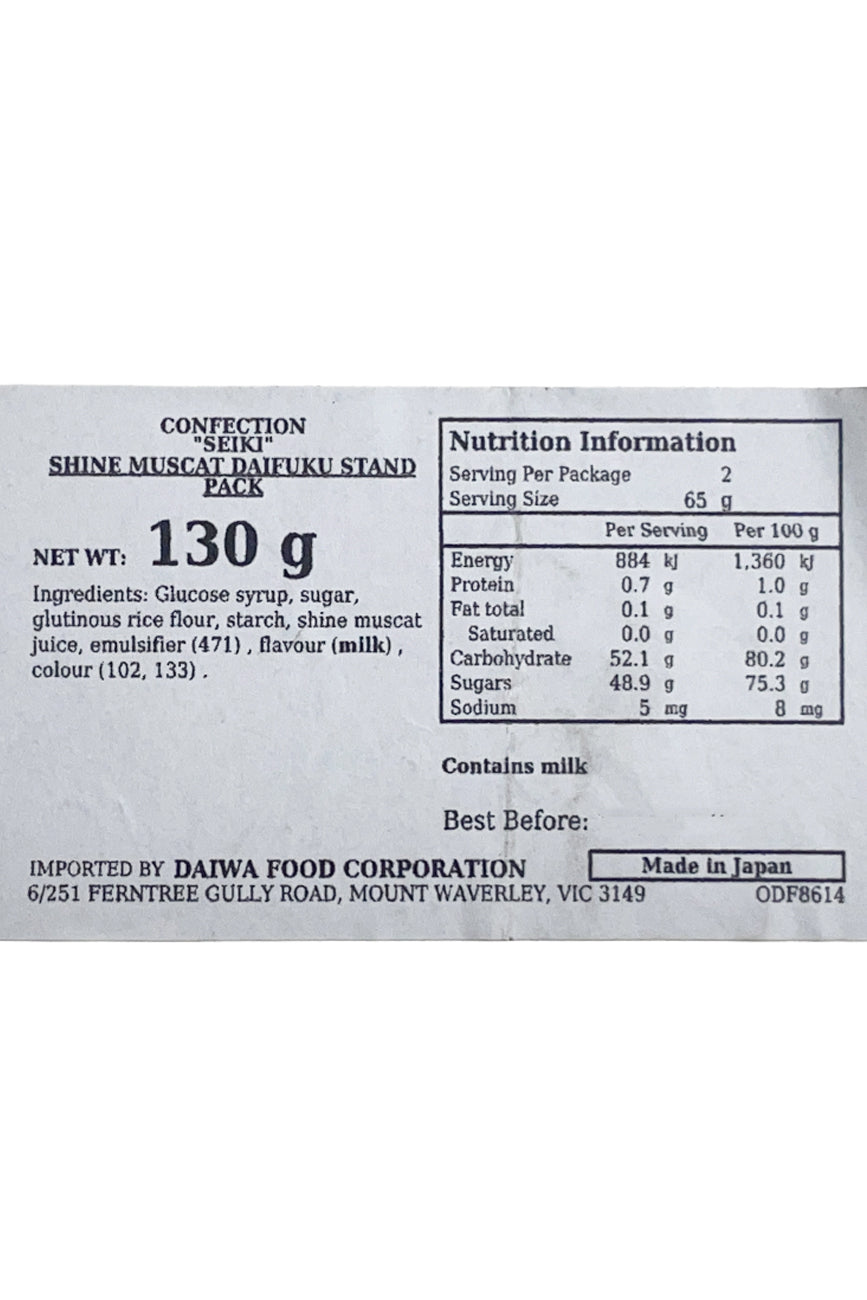 CONFECTION
"SEIKI"
SHINE MUSCAT DAIFUKU STAND
PACK
NET WT: 130 g
Ingredients: Glucose syrup, sugar,
glutinous rice flour, starch, shine muscat
juice, emulsifier (471) , flavour (milk) ,
colour (102, 133) .
Nutrition Information
Serving Per Package 2
Serving Size 65 g
Per Serving Per 100 g
Energy 884 kJ 1,360 kJ
Protein 0.7 g 1.0 g
Fat total 0.1 g 0.1 g
Saturated 0.0 g 0.0 g
Carbohydrate 52.1 g 80.2 g
Sugars 48.9 g 75.3 g
Sodium 5 mg 8 mg
Contains milk
Best Before:
IMPORTED BY DAIWA FOOD CORPORATION
6/251 FERNTREE GULLY ROAD, MOUNT WAVERLEY, VIC 3149
Made in Japan
ODF8614